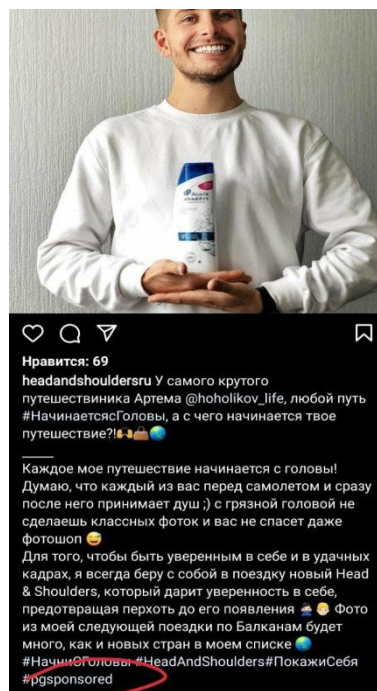 head&
shoulders
Нравится: 69
headandshouldersru У самого крутого
путешествиника Артема @hoholikov_life, любой путь
#НачинаетсясГоловы, а с чего начинается твое
путешествие?!🙌👜🌏
_____
Каждое мое путешествие начинается с головы!
Думаю, что каждый из вас перед самолетом и сразу
после него принимает душ ;) с грязной головой не
сделаешь классных фоток и вас не спасет даже
фотошоп 😅
Для того, чтобы быть уверенным в себе и в удачных
кадрах, я всегда беру с собой в поездку новый Head
& Shoulders, который дарит уверенность в себе,
предотвращая перхоть до его появления 💆🏻‍♂️👨🏼 Фото
из моей следующей поездки по Балканам будет
много, как и новых стран в моем списке 🌏
#НачниСГоловы #HeadAndShoulders#ПокажиСебя
#pgsponsored